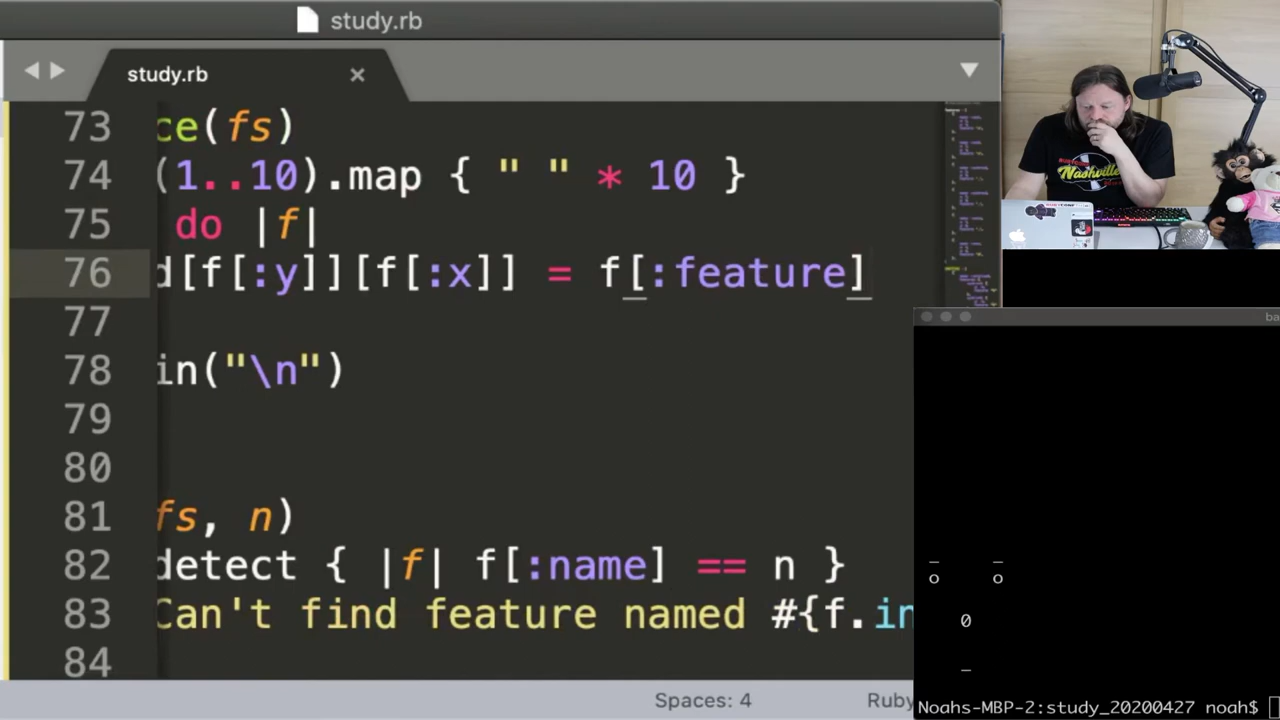 study.rb
study.rb ×
73 ce(fs)
74 (1..10).map { " " * 10 }
75 do |f|
76 d[f[:y]][f[:x]] = f[:feature]
77
78 in("\n")
79
80
81 fs, n)
82 detect { |f| f[:name] == n }
83 Can't find feature named #{f.in
84
Spaces: 4 Ruby
Nashville
ba
_ _
o o
0
_
Noahs-MBP-2:study_20200427 noah$